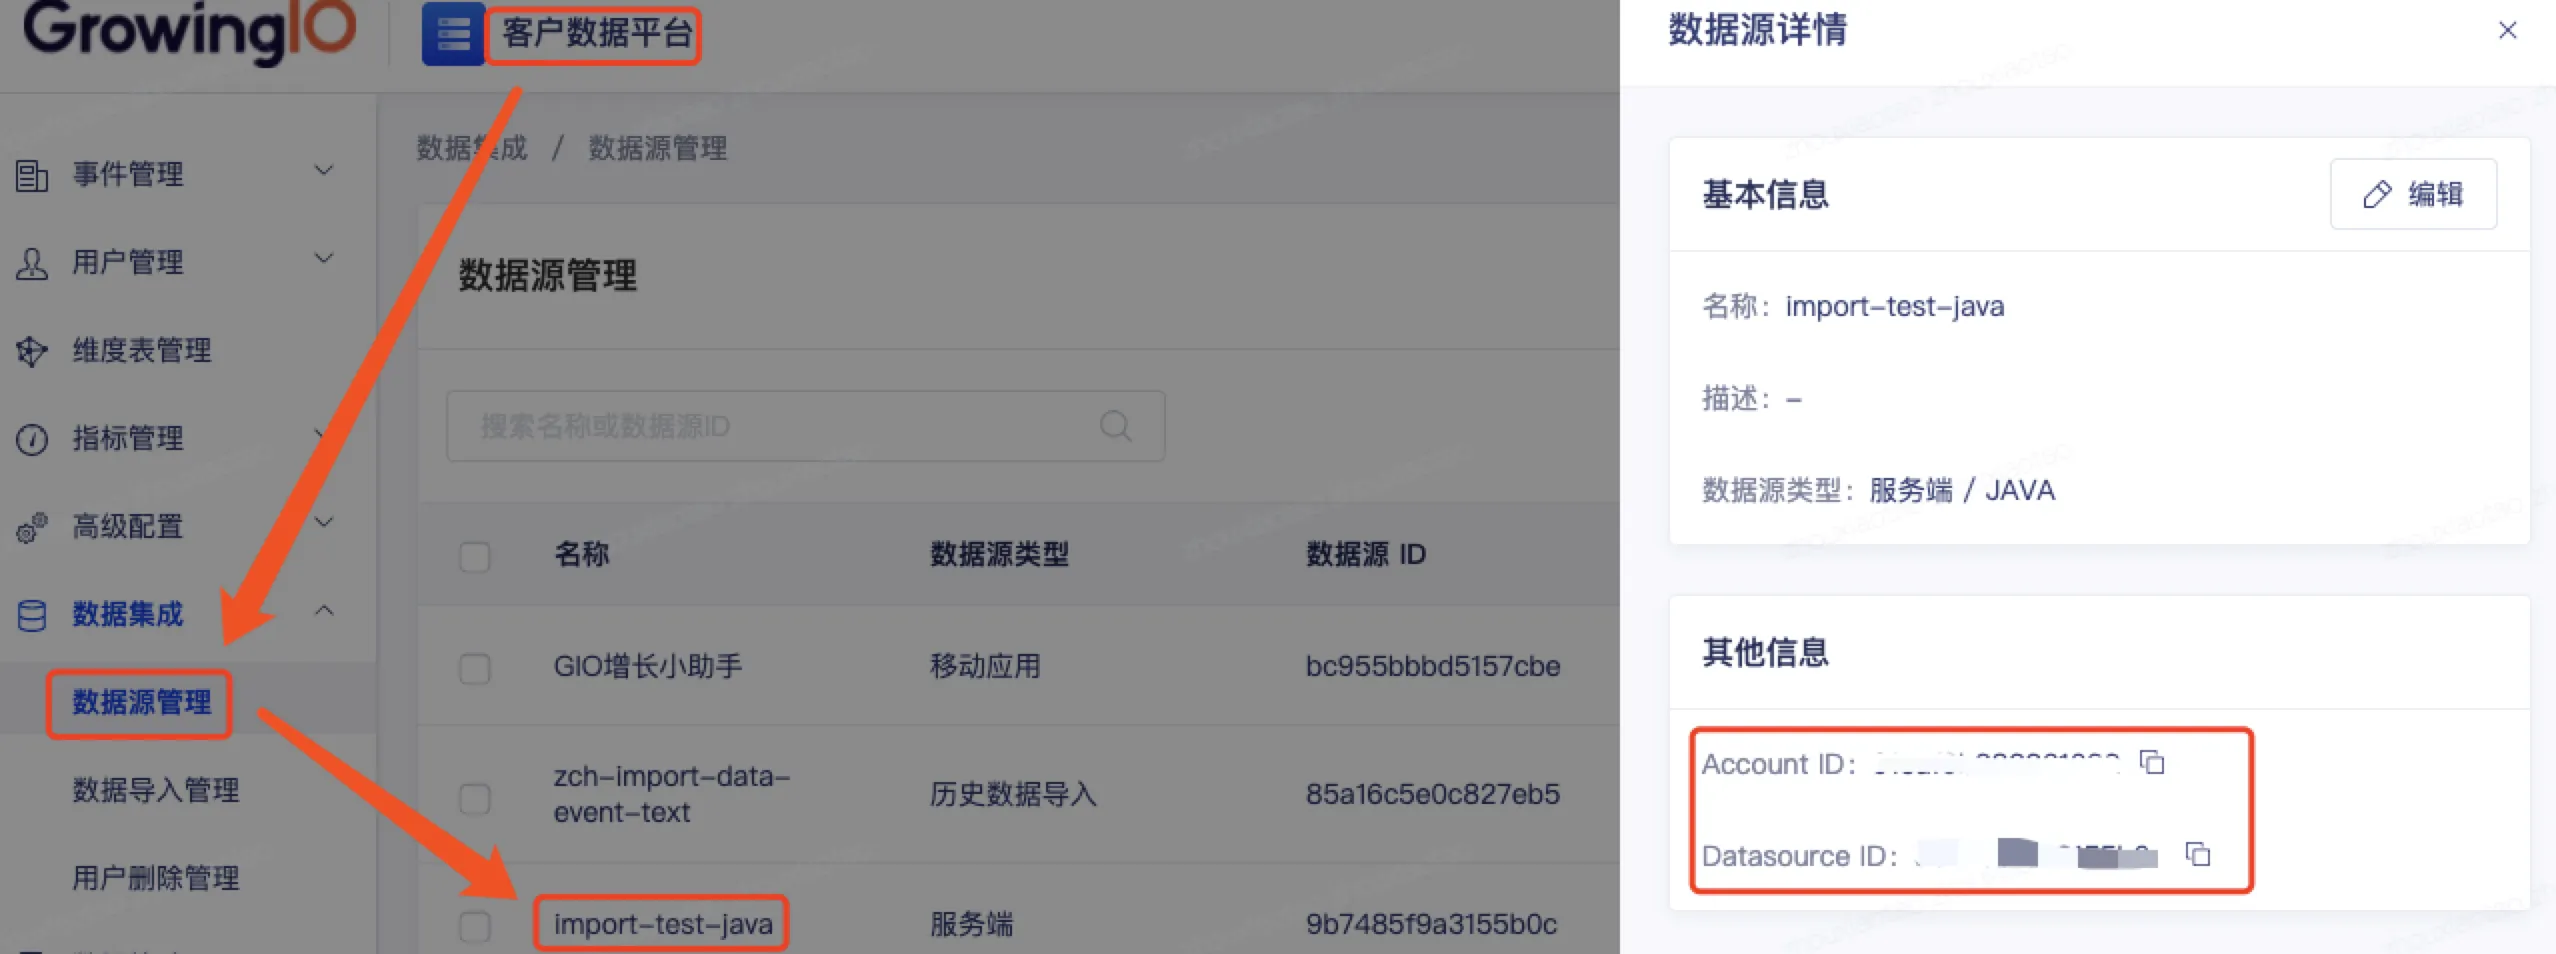 GrowingIO
客户数据平台
事件管理
用户管理
维度表管理
指标管理
高级配置
数据集成
数据源管理
数据导入管理
用户删除管理
数据集成 / 数据源管理
数据源管理
搜索名称或数据源ID
名称 数据源类型 数据源 ID
GIO增长小助手 移动应用 bc955bbbd5157cbe
zch-import-data-
event-text 历史数据导入 85a16c5e0c827eb5
import-test-java 服务端 9b7485f9a3155b0c
数据源详情
基本信息
编辑
名称: import-test-java
描述: –
数据源类型: 服务端 / JAVA
其他信息
Account ID:
Datasource ID: